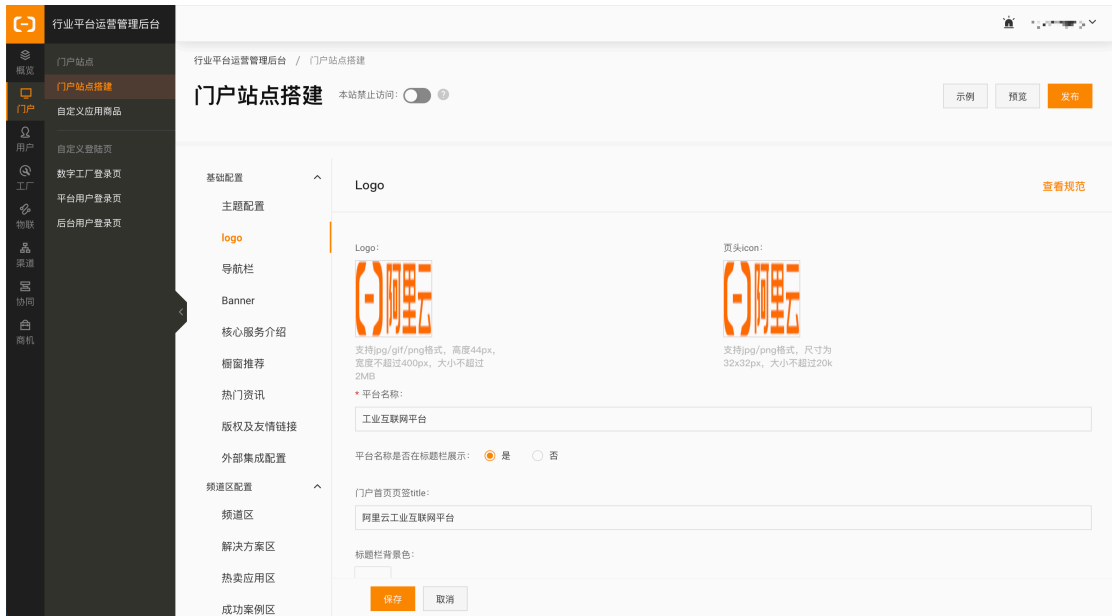 行业平台运营管理后台
概览
门户
用户
工厂
物联
渠道
协同
商机
门户站点
门户站点搭建
自定义应用商品
自定义登陆页
数字工厂登录页
平台用户登录页
后台用户登录页
行业平台运营管理后台 / 门户站点搭建
门户站点搭建 本站禁止访问: ?
示例 预览 发布
基础配置
主题配置
logo
导航栏
Banner
核心服务介绍
橱窗推荐
热门资讯
版权及友情链接
外部集成配置
频道区配置
频道区
解决方案区
热卖应用区
成功案例区
Logo 查看规范
Logo:
阿里云
支持jpg/gif/png格式，高度44px，
宽度不超过400px，大小不超过
2MB
页头icon:
阿里云
支持jpg/png格式，尺寸为
32x32px，大小不超过20k
* 平台名称:
工业互联网平台
平台名称是否在标题栏展示: 是 否
门户首页页签title:
阿里云工业互联网平台
标题栏背景色:
保存 取消